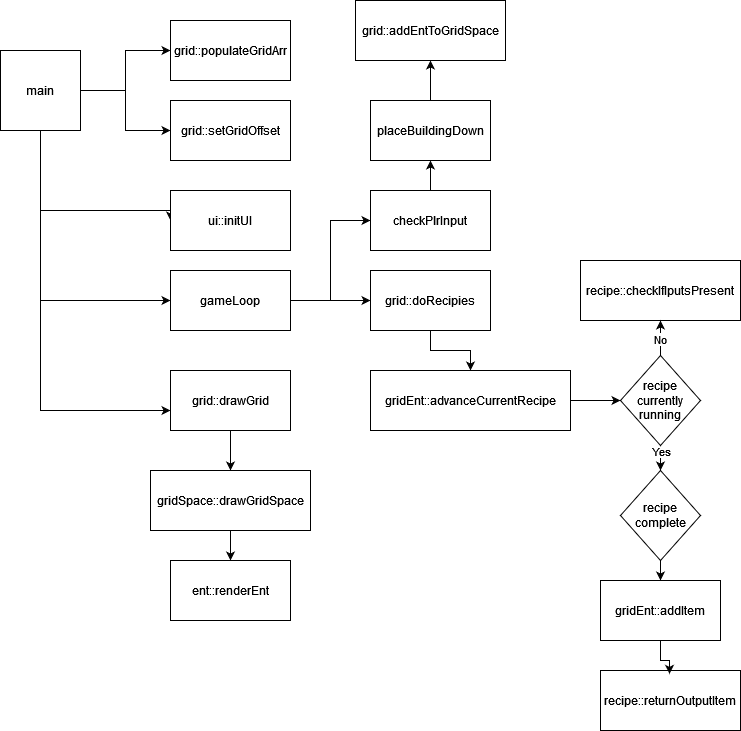 main
grid::populateGridArr
grid::setGridOffset
ui::initUI
gameLoop
grid::drawGrid
gridSpace::drawGridSpace
ent::renderEnt
grid::addEntToGridSpace
placeBuildingDown
checkPlrInput
grid::doRecipies
gridEnt::advanceCurrentRecipe
recipe::checkIfIputsPresent
No
recipe
currently
running
Yes
recipe
complete
gridEnt::addItem
recipe::returnOutputItem